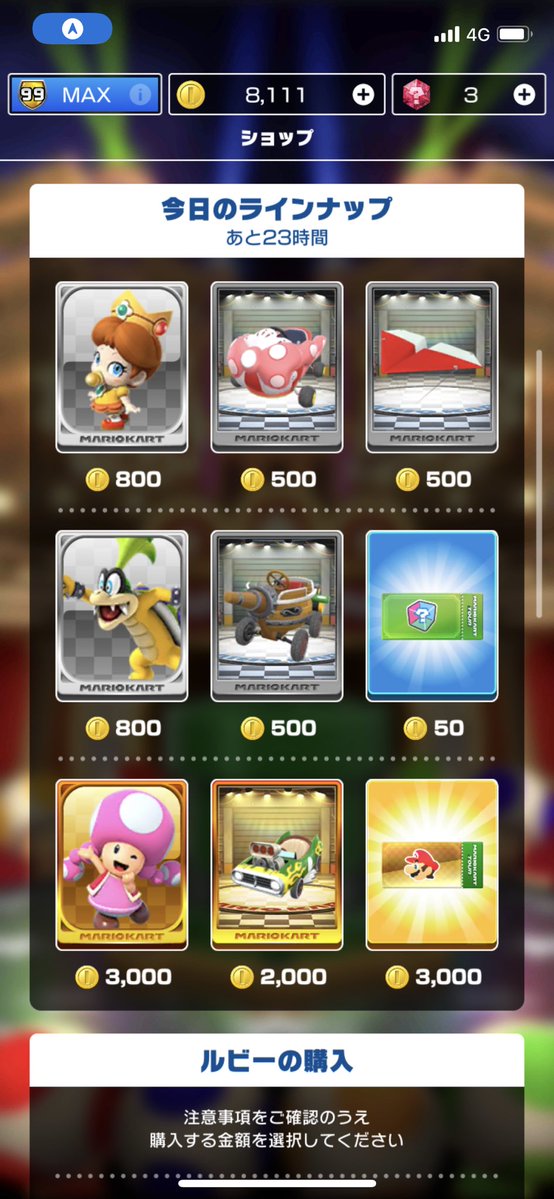 4G
99 MAX i 8,111 + 3 +
ショップ
今日のラインナップ
あと23時間
MARIOKART MARIOKART MARIOKART
800 500 500
MARIOKART MARIOKART MARIOKART TOUR
800 500 50
MARIOKART MARIOKART MARIOKART TOUR
3,000 2,000 3,000
ルビーの購入
注意事項をご確認のうえ
購入する金額を選択してください